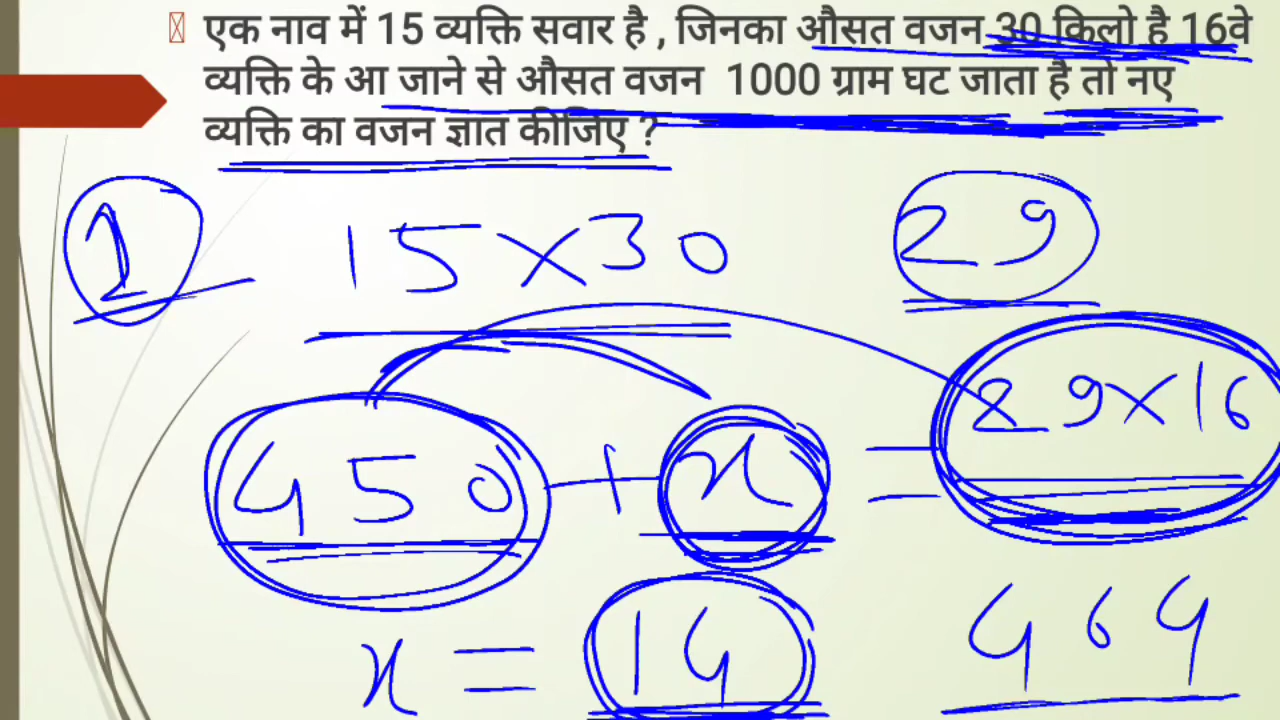 एक नाव में 15 व्यक्ति सवार है , जिनका औसत वजन 30 किलो है 16वे
व्यक्ति के आ जाने से औसत वजन 1000 ग्राम घट जाता है तो नए
व्यक्ति का वजन ज्ञात कीजिए ?
1 15×30 29
450 + x = 29×16
x = 14 464